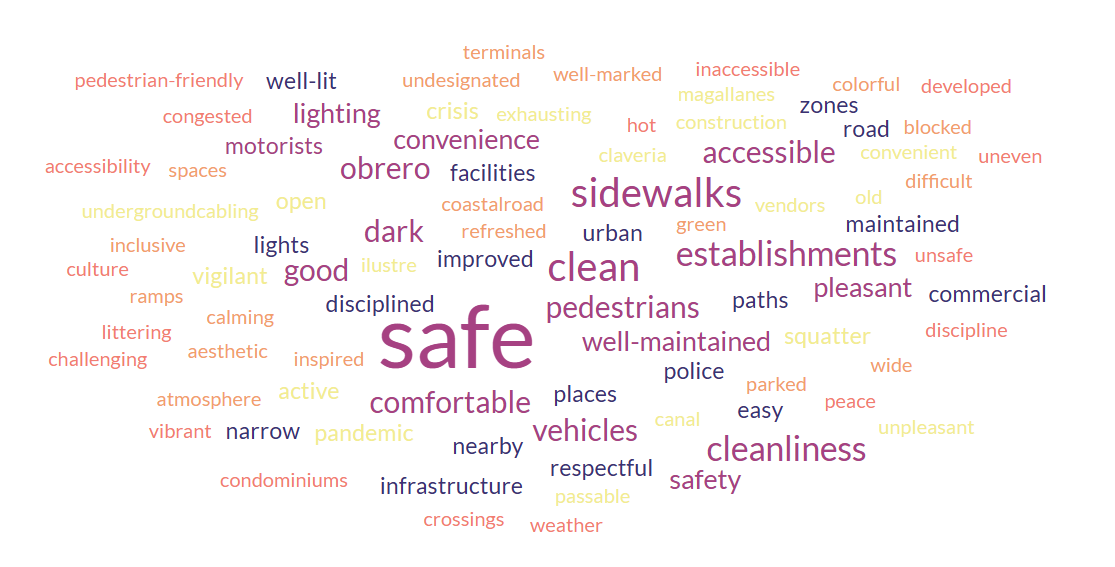 terminals
pedestrian-friendly well-lit undesignated well-marked inaccessible colorful developed
magallanes
congested lighting crisis exhausting zones
motorists convenience hot construction road blocked
accessibility spaces obrero facilities claveria accessible convenient uneven
undergroundcabling open coastalroad sidewalks vendors old difficult
inclusive lights dark refreshed urban green maintained
culture vigilant good ilustre improved clean establishments unsafe
ramps disciplined pedestrians paths pleasant commercial
littering calming safe well-maintained squatter discipline
challenging aesthetic inspired police wide
atmosphere active comfortable places parked peace
vibrant narrow pandemic nearby vehicles canal easy unpleasant
condominiums infrastructure respectful safety cleanliness
passable
crossings weather